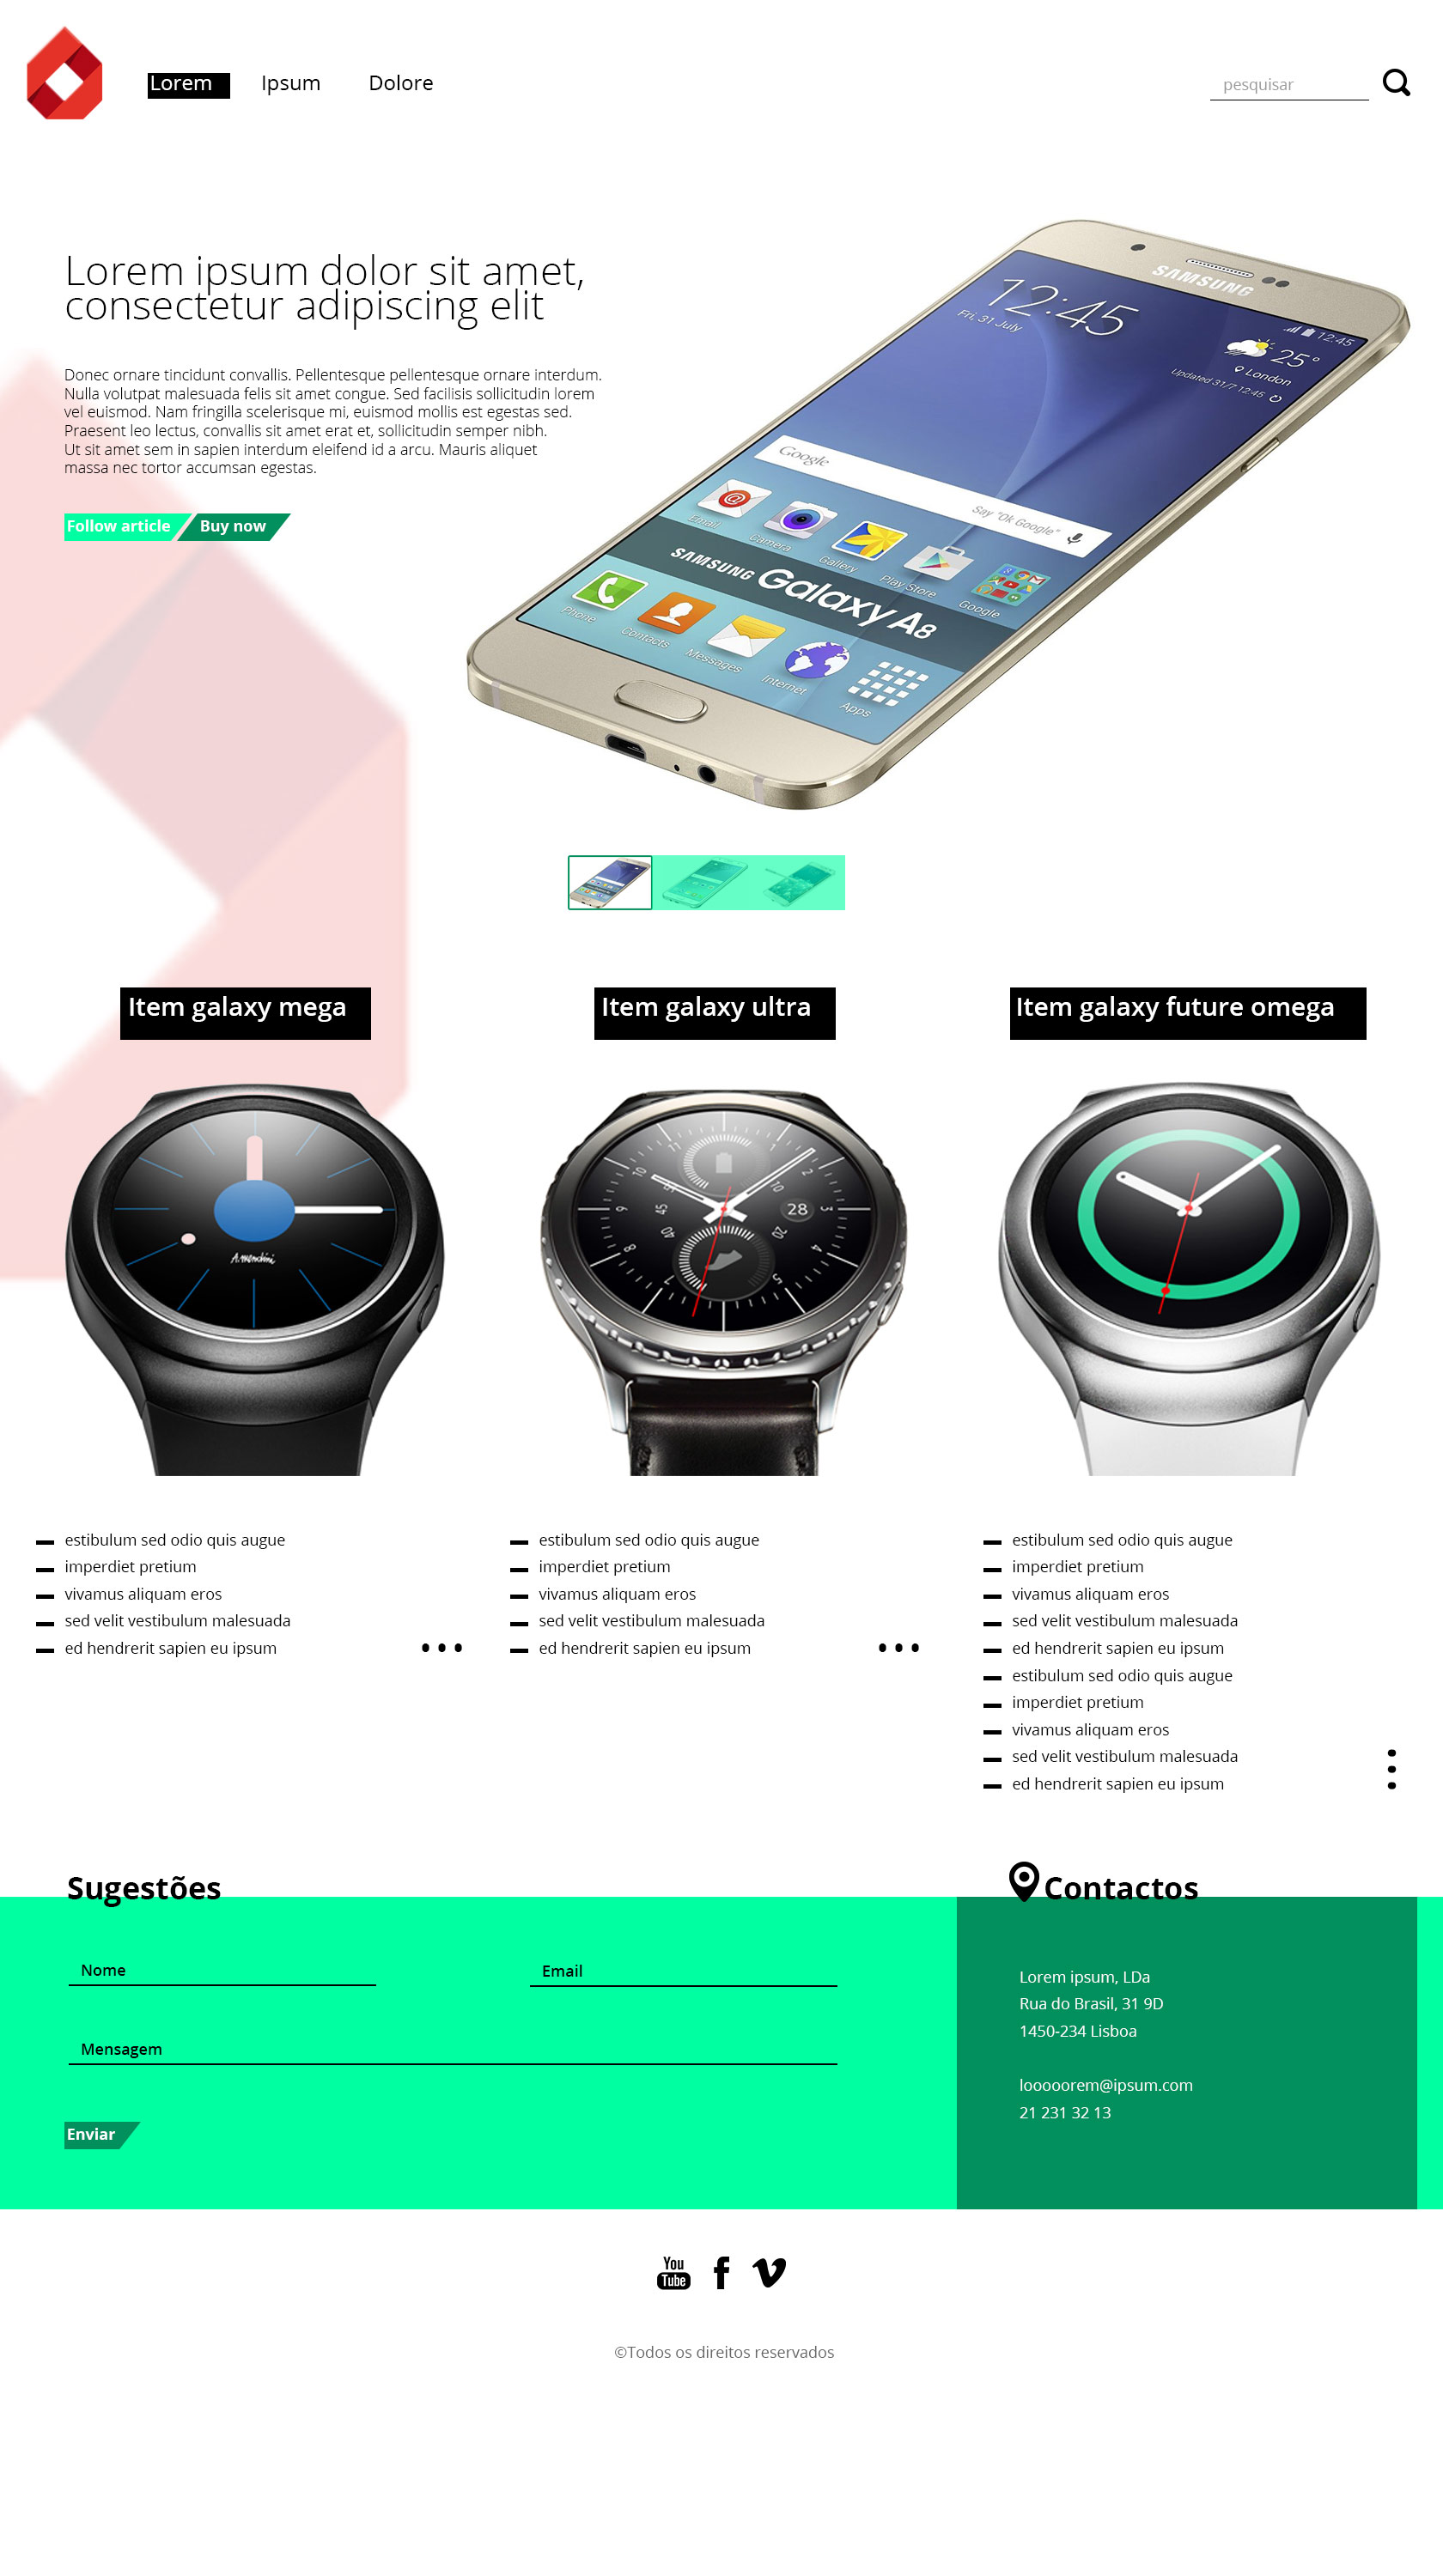 Lorem
Ipsum
Dolore
pesquisar
Lorem ipsum dolor sit amet,
consectetur adipiscing elit
Donec ornare tincidunt convallis. Pellentesque pellentesque ornare interdum.
Nulla volutpat malesuada felis sit amet congue. Sed facilisis sollicitudin lorem
vel euismod. Nam fringilla scelerisque mi, euismod mollis est egestas sed.
Praesent leo lectus, convallis sit amet erat et, sollicitudin semper nibh.
Ut sit amet sem in sapien interdum eleifend id a arcu. Mauris aliquet
massa nec tortor accumsan egestas.
Follow article
Buy now
SAMSUNG
12:45
12:45
Fri, 31 July
25°
London
Updated 31/7 12:45
Google
Say "Ok Google"
Email
Camera
Gallery
Play Store
Google
SAMSUNG Galaxy A8
Phone
Contacts
Messages
Internet
Apps
Item galaxy mega
Item galaxy ultra
Item galaxy future omega
28
estibulum sed odio quis augue
imperdiet pretium
vivamus aliquam eros
sed velit vestibulum malesuada
ed hendrerit sapien eu ipsum
estibulum sed odio quis augue
imperdiet pretium
vivamus aliquam eros
sed velit vestibulum malesuada
ed hendrerit sapien eu ipsum
estibulum sed odio quis augue
imperdiet pretium
vivamus aliquam eros
sed velit vestibulum malesuada
ed hendrerit sapien eu ipsum
estibulum sed odio quis augue
imperdiet pretium
vivamus aliquam eros
sed velit vestibulum malesuada
ed hendrerit sapien eu ipsum
Sugestões
Nome
Email
Mensagem
Enviar
Contactos
Lorem ipsum, LDa
Rua do Brasil, 31 9D
1450-234 Lisboa
looooorem@ipsum.com
21 231 32 13
You
Tube
©Todos os direitos reservados